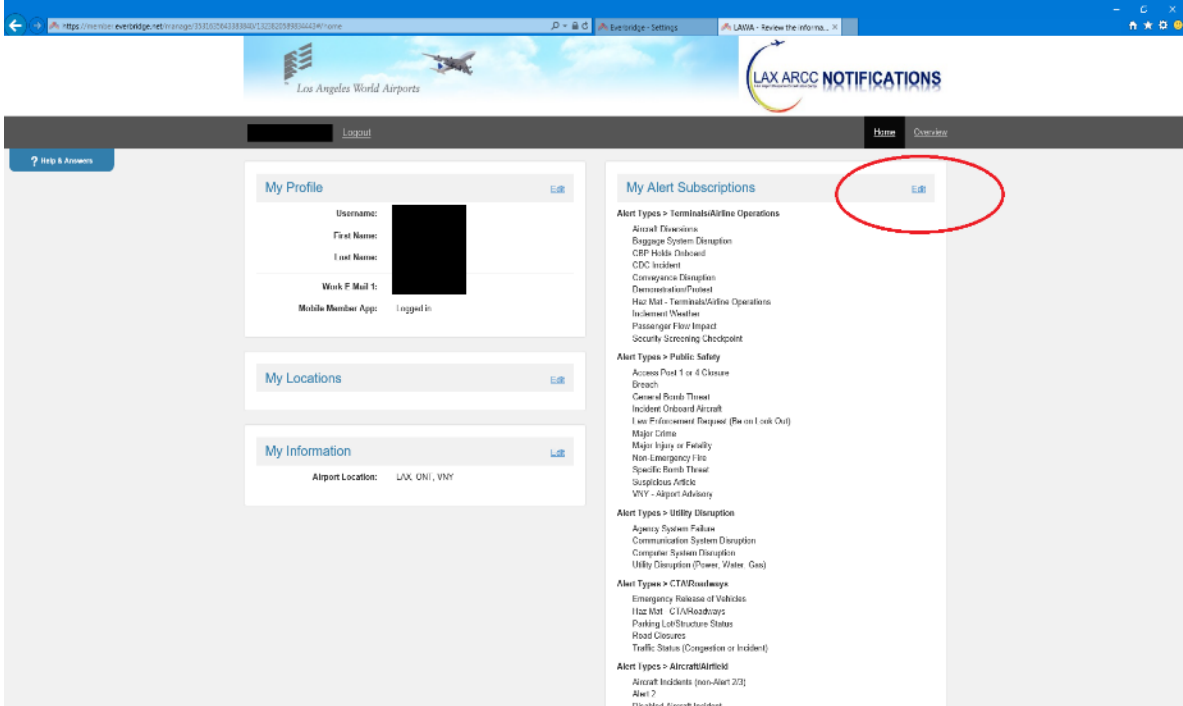 Everbridge - Settings
LAWA - Review the informa...
Los Angeles World Airports
LAX ARCC NOTIFICATIONS
Logout
Home
Overview
? Help & Answers
My Profile
Edit
Username:
First Name:
Last Name:
Work E Mail 1:
Mobile Member App: Logged in
My Locations
Edit
My Information
Edit
Airport Location: LAX, ONT, VNY
My Alert Subscriptions
Edit
Alert Types > Terminals/Airline Operations
Aircraft Diversions
Baggage System Disruption
CBP Holds Onboard
CDC Incident
Conveyance Disruption
Demonstration/Protest
Haz Mat - Terminals/Airline Operations
Inclement Weather
Passenger Flow Impact
Security Screening Checkpoint
Alert Types > Public Safety
Access Post 1 or 4 Closure
Breach
General Bomb Threat
Incident Onboard Aircraft
Law Enforcement Request (Be on Look Out)
Major Crime
Major Injury or Fatality
Non-Emergency Fire
Specific Bomb Threat
Suspicious Article
VNY - Airport Advisory
Alert Types > Utility Disruption
Agency System Failure
Communication System Disruption
Computer System Disruption
Utility Disruption (Power, Water, Gas)
Alert Types > CTA/Roadways
Emergency Release of Vehicles
Haz Mat - CTA/Roadways
Parking Lot/Structure Status
Road Closures
Traffic Status (Congestion or Incident)
Alert Types > Aircraft/Airfield
Aircraft Incidents (non-Alert 2/3)
Alert 2
Disabled Aircraft Incident